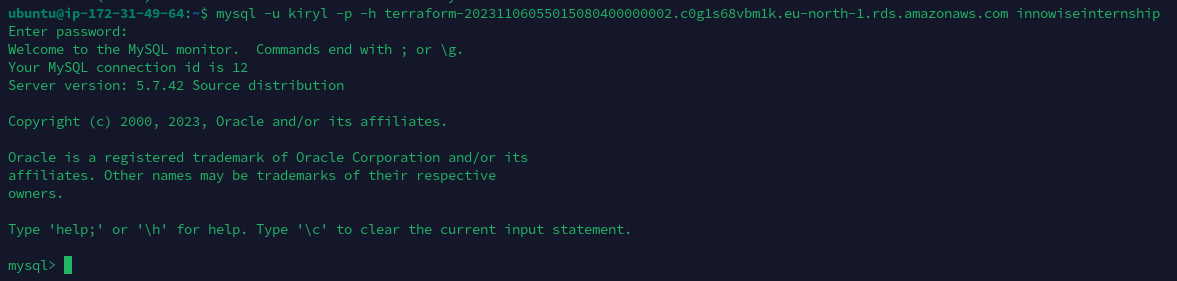 ubuntu@ip-172-31-49-64:~$ mysql -u kiryl -p -h terraform-20231106055015080400000002.c0g1s68vbm1k.eu-north-1.rds.amazonaws.com innowiseinternship
Enter password:
Welcome to the MySQL monitor.  Commands end with ; or \g.
Your MySQL connection id is 12
Server version: 5.7.42 Source distribution
Copyright (c) 2000, 2023, Oracle and/or its affiliates.
Oracle is a registered trademark of Oracle Corporation and/or its
affiliates. Other names may be trademarks of their respective
owners.
Type 'help;' or '\h' for help. Type '\c' to clear the current input statement.
mysql>